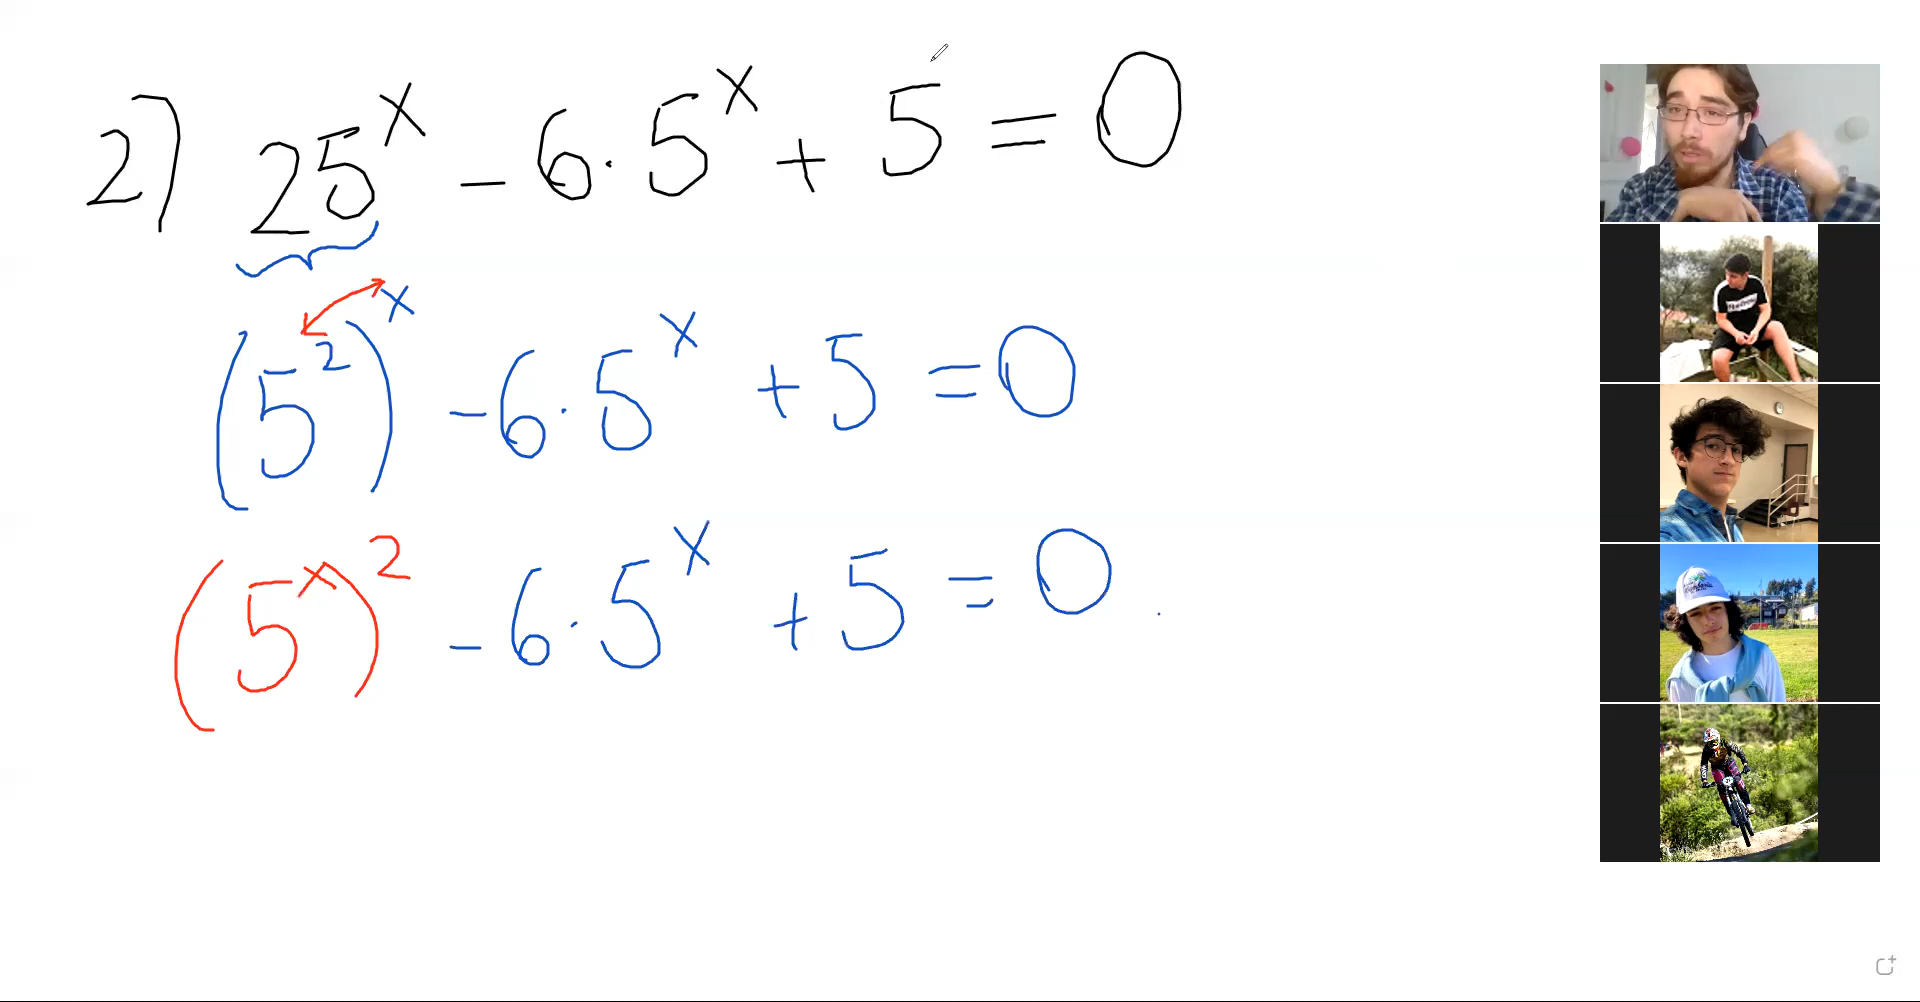 2) 25^x - 6·5^x + 5 = 0
(5^2)^x - 6·5^x + 5 = 0
(5^x)^2 - 6·5^x + 5 = 0